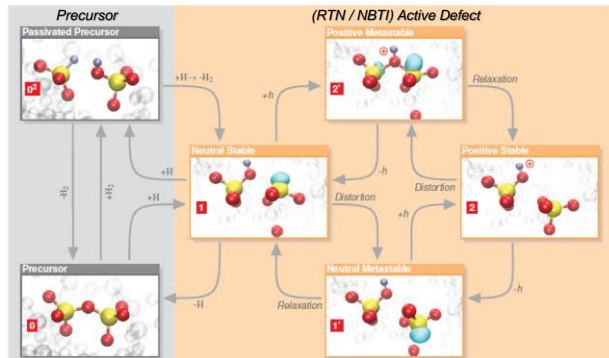 Precursor
(RTN / NBTI) Active Defect
Passivated Precursor
0²
+H→ -H₂
Positive Metastable
2'
+h
Relaxation
-H₂
+H₂
+H
+H
Neutral Stable
1
-h
Distortion
+h
Distortion
Positive Stable
2
Precursor
0
-H
Relaxation
Neutral Metastable
1'
-h